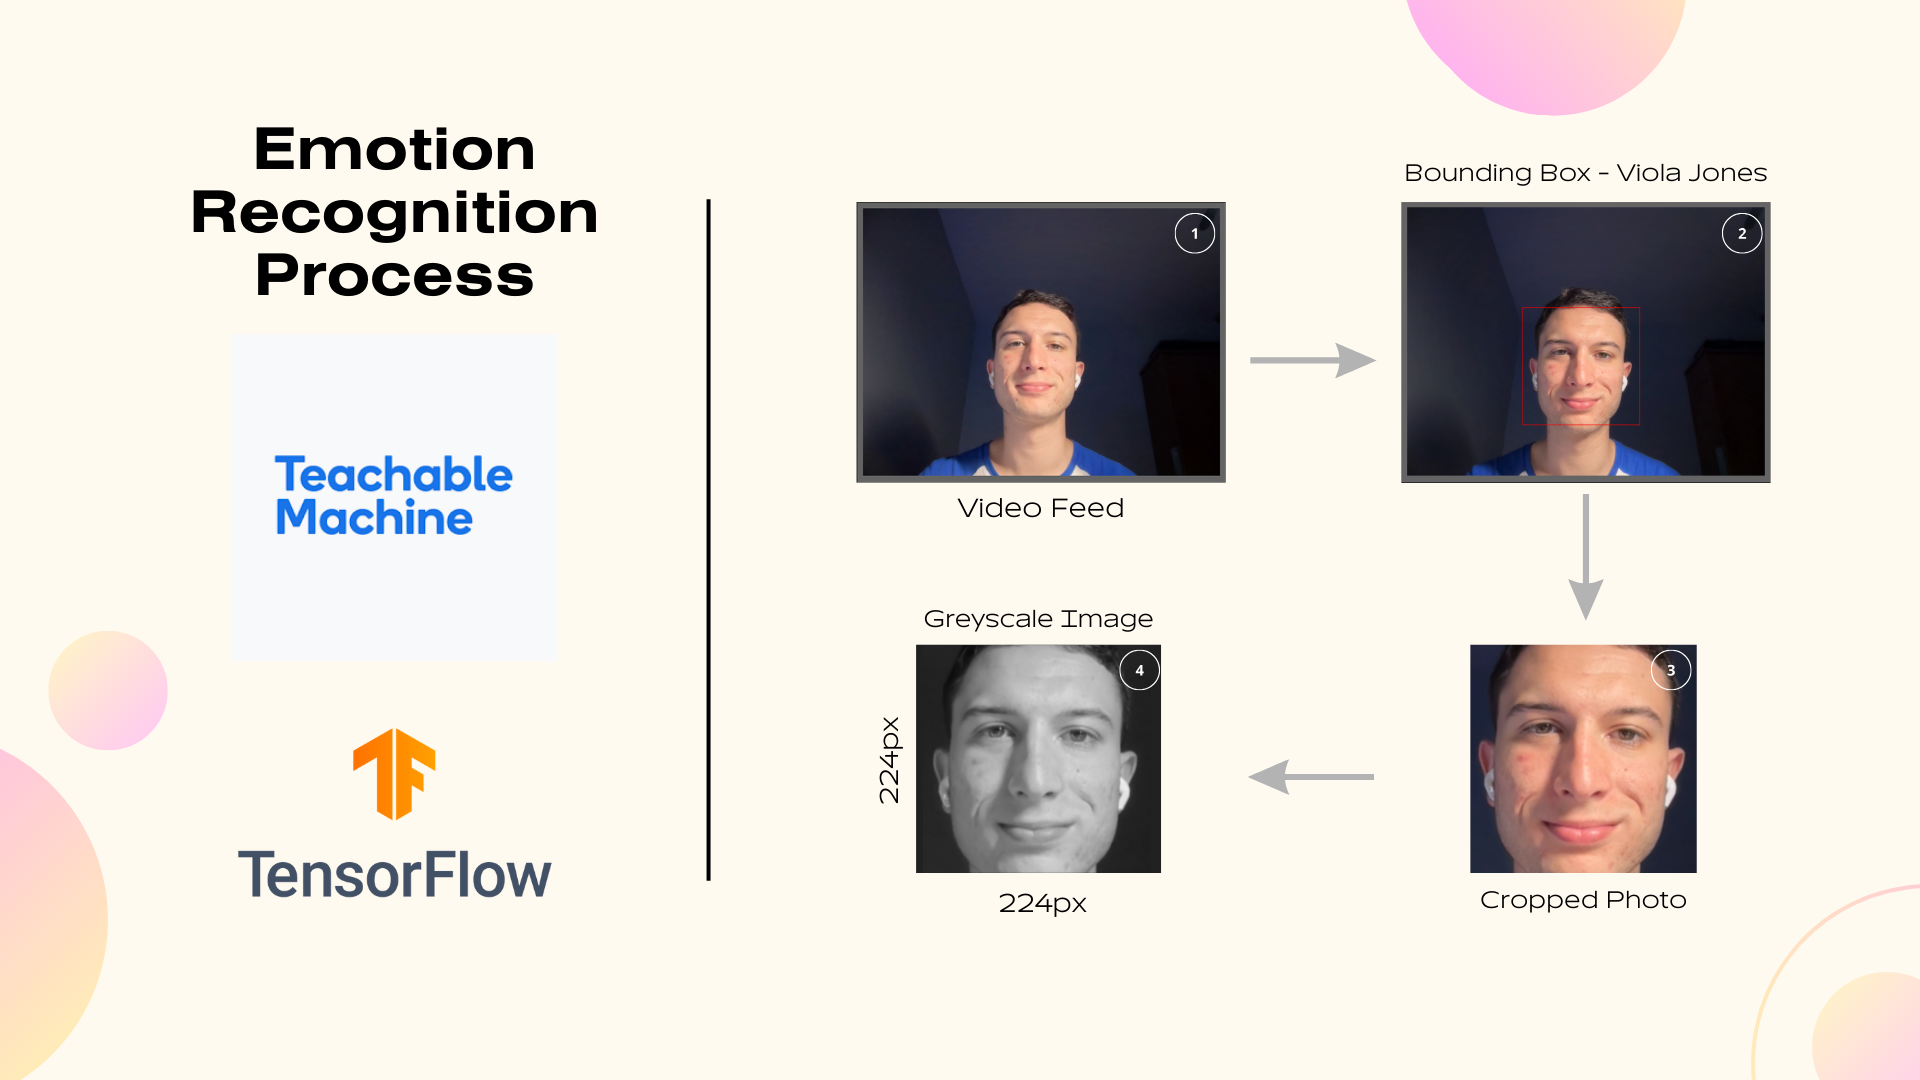 Emotion
Recognition
Process
Teachable
Machine
TensorFlow
1
Video Feed
Bounding Box - Viola Jones
2
3
Cropped Photo
Greyscale Image
4
224px
224px